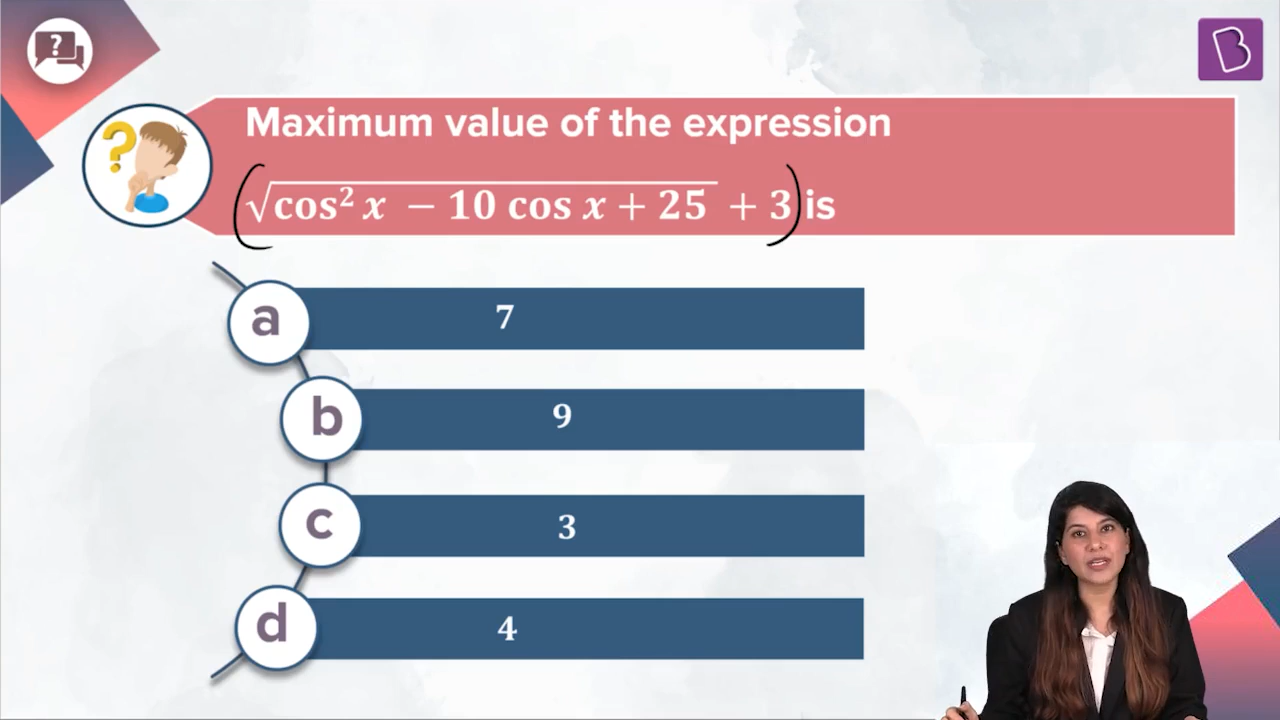 ?
B
?
Maximum value of the expression
(√cos² x − 10 cos x + 25 + 3) is
a 7
b 9
c 3
d 4